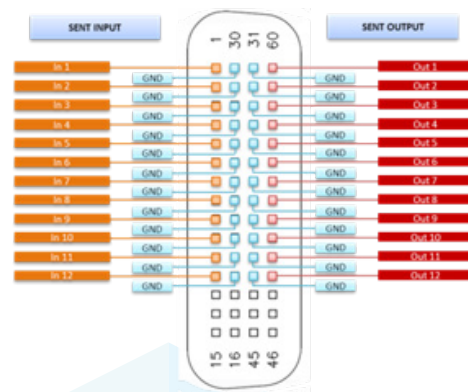 SENT INPUT
SENT OUTPUT
1 30 31 60
In 1
Out 1
GND GND
In 2
Out 2
GND GND
In 3
Out 3
GND GND
In 4
Out 4
GND GND
In 5
Out 5
GND GND
In 6
Out 6
GND GND
In 7
Out 7
GND GND
In 8
Out 8
GND GND
In 9
Out 9
GND GND
In 10
Out 10
GND GND
In 11
Out 11
GND GND
In 12
Out 12
GND GND
15 16 45 46